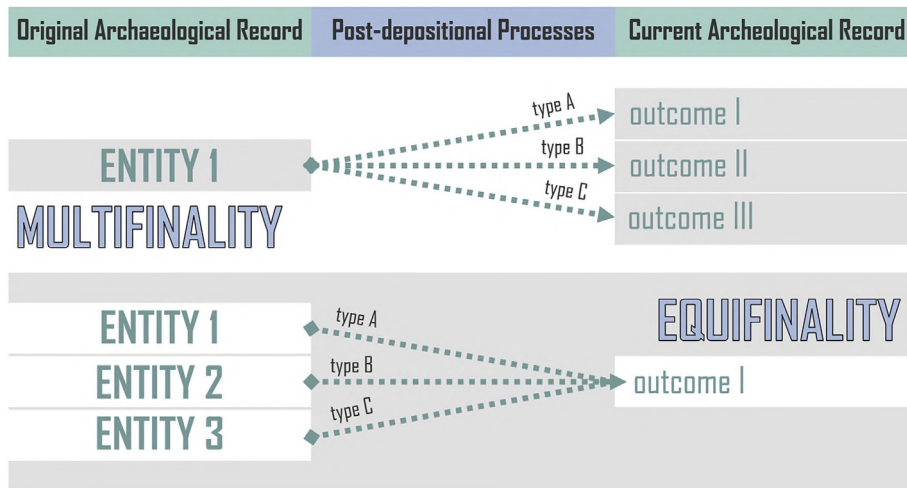 Original Archaeological Record Post-depositional Processes Current Archeological Record
type A
outcome I
ENTITY 1
type B
outcome II
type C
outcome III
MULTIFINALITY
EQUIFINALITY
ENTITY 1
type A
ENTITY 2
type B
outcome I
ENTITY 3
type C